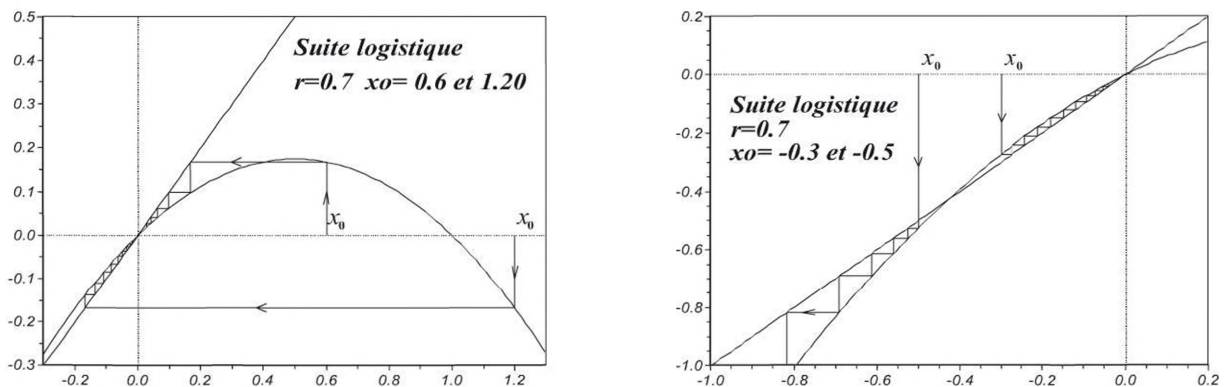 0.5
Suite logistique
r=0.7 xo= 0.6 et 1.20
0.4
0.3
0.2
0.1
x0
x0
0.0
-0.1
-0.2
-0.3
-0.2 0.0 0.2 0.4 0.6 0.8 1.0 1.2
0.2
x0
x0
0.0
Suite logistique
r=0.7
xo= -0.3 et -0.5
-0.2
-0.4
-0.6
-0.8
-1.0
-1.0 -0.8 -0.6 -0.4 -0.2 0.0 0.2